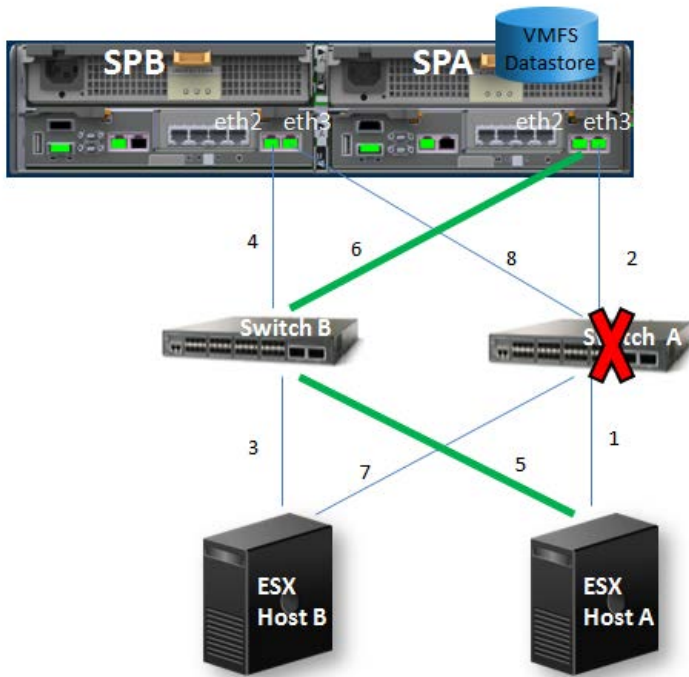 VMFS
Datastore
SPB
SPA
eth2 eth3
eth2 eth3
4
6
8
2
Switch B
Switch A
3
7
5
1
ESX
Host B
ESX
Host A